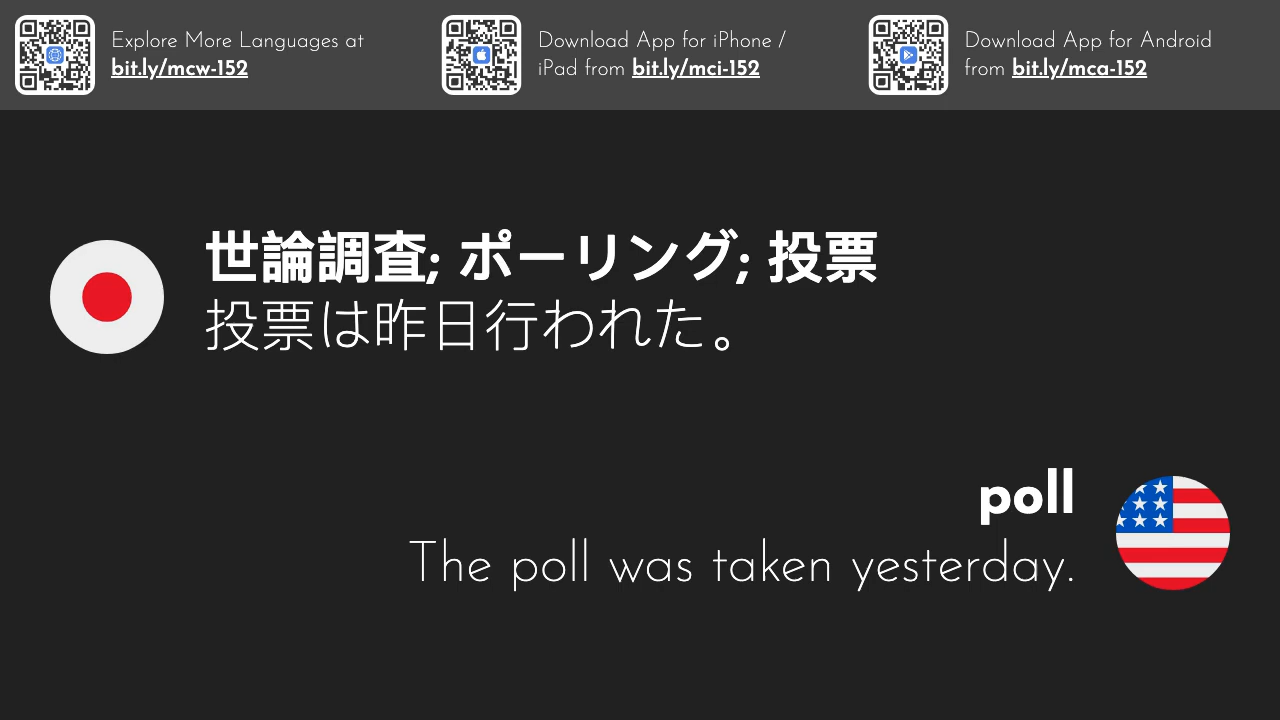 Explore More Languages at
bit.ly/mcw-152
Download App for iPhone /
iPad from bit.ly/mci-152
Download App for Android
from bit.ly/mca-152
世論調査; ポーリング; 投票
投票は昨日行われた。
poll
The poll was taken yesterday.